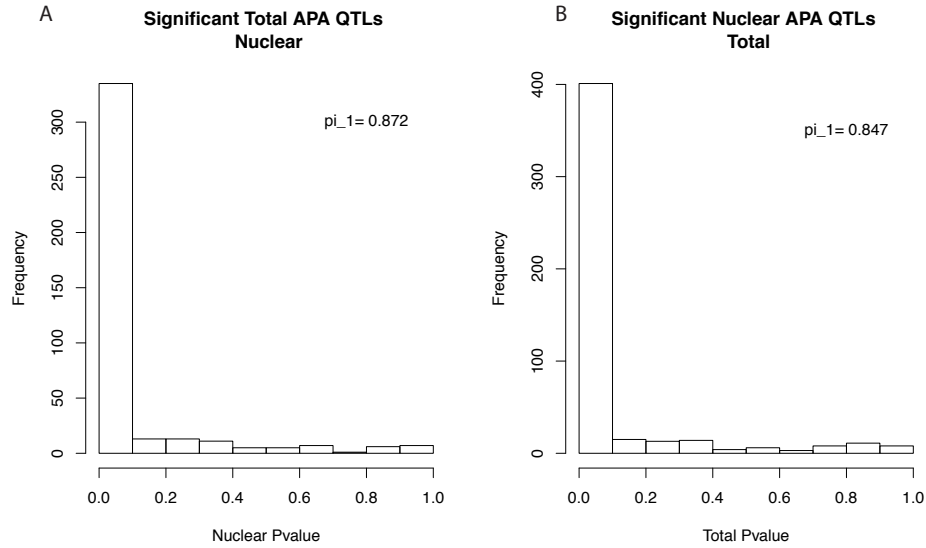 A
Significant Total APA QTLs
Nuclear
pi_1= 0.872
Frequency
300
250
200
150
100
50
0
0.0 0.2 0.4 0.6 0.8 1.0
Nuclear Pvalue
B
Significant Nuclear APA QTLs
Total
pi_1= 0.847
Frequency
400
300
200
100
0
0.0 0.2 0.4 0.6 0.8 1.0
Total Pvalue